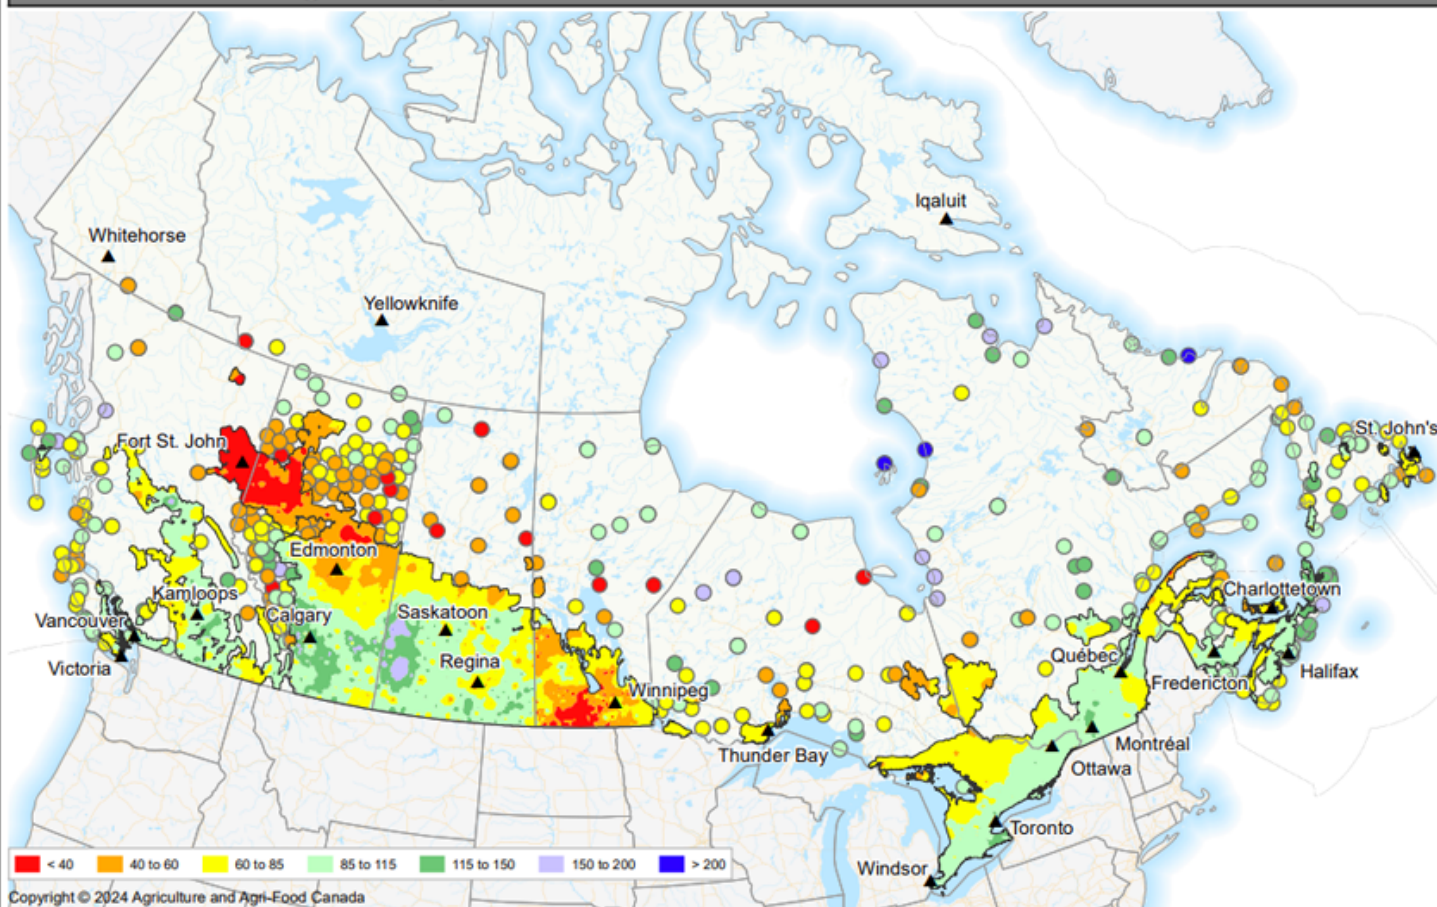 Iqaluit
Whitehorse
Yellowknife
Fort St. John
St. John's
Edmonton
Kamloops
Charlottetown
Calgary
Saskatoon
Vancouver
Québec
Regina
Victoria
Halifax
Fredericton
Winnipeg
Montréal
Thunder Bay
Ottawa
Toronto
Windsor
< 40 40 to 60 60 to 85 85 to 115 115 to 150 150 to 200 > 200
Copyright © 2024 Agriculture and Agri-Food Canada